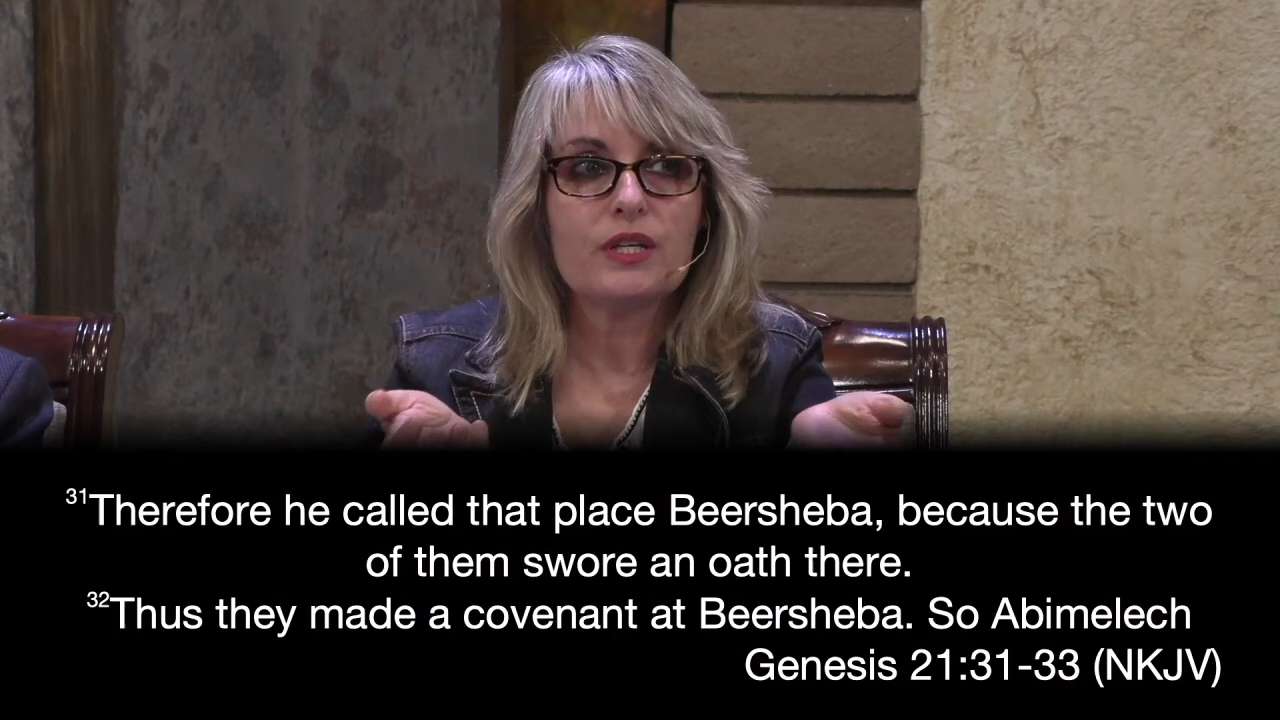 31Therefore he called that place Beersheba, because the two
of them swore an oath there.
32Thus they made a covenant at Beersheba. So Abimelech
Genesis 21:31-33 (NKJV)